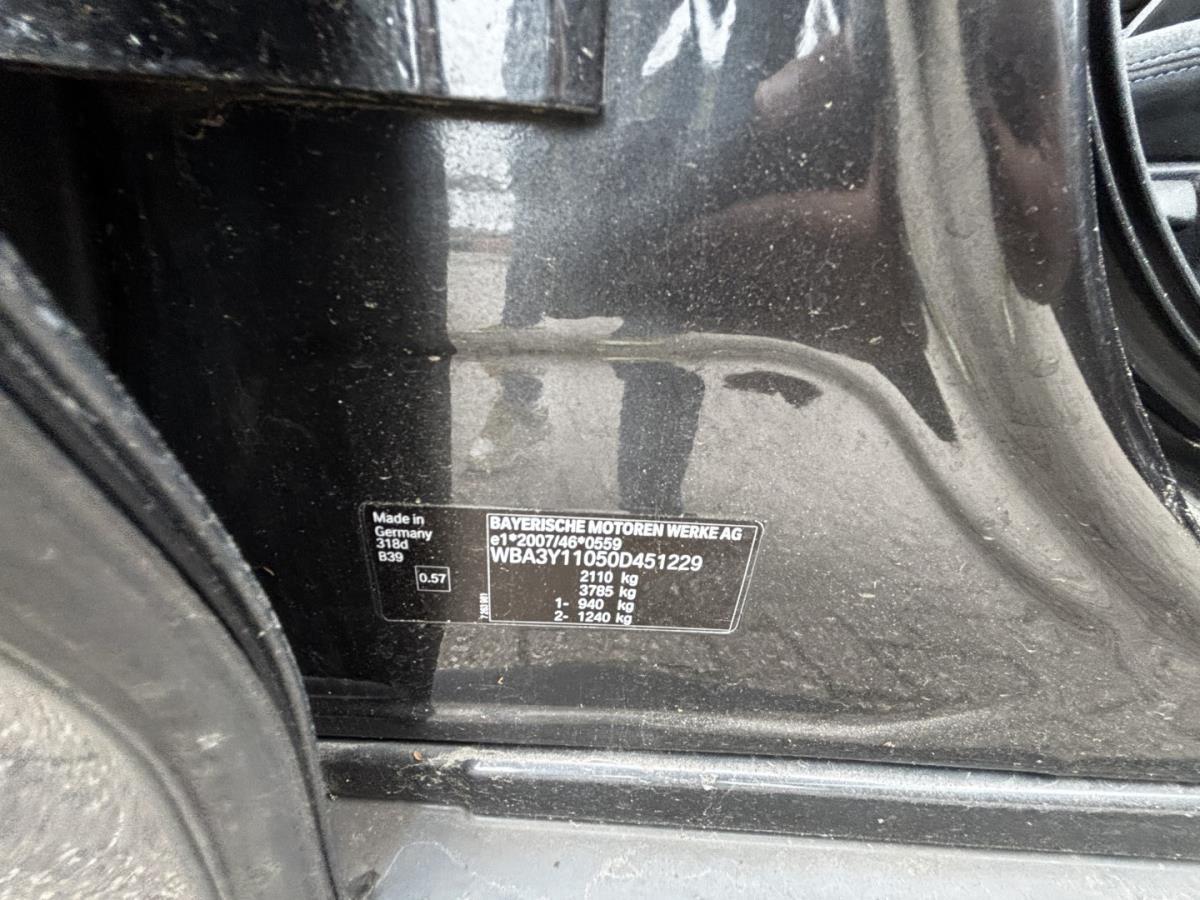 Made in
Germany
318d
B39
0.57
BAYERISCHE MOTOREN WERKE AG
e1*2007/46*0559
WBA3Y11050D451229
2110 kg
3785 kg
1- 940 kg
2- 1240 kg